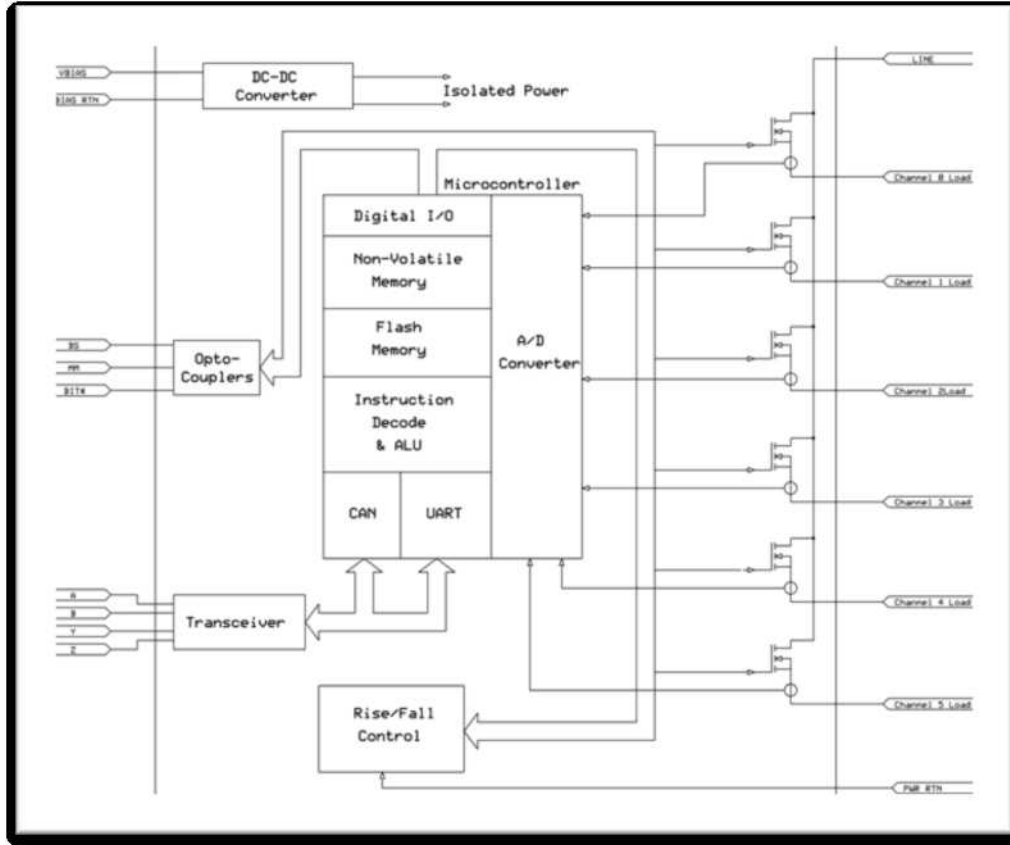 VBIAS
BIAS RTN
DC-DC
Converter
Isolated Power
LINE
Channel 0 Load
Microcontroller
Digital I/O
Non-Volatile
Memory
Flash
Memory
Instruction
Decode
& ALU
CAN
UART
A/D
Converter
Channel 1 Load
BS
MM
BIT#
Opto-
Couplers
Channel 2Load
Channel 3 Load
A
B
Y
Z
Transceiver
Channel 4 Load
Rise/Fall
Control
Channel 5 Load
PWR RTN